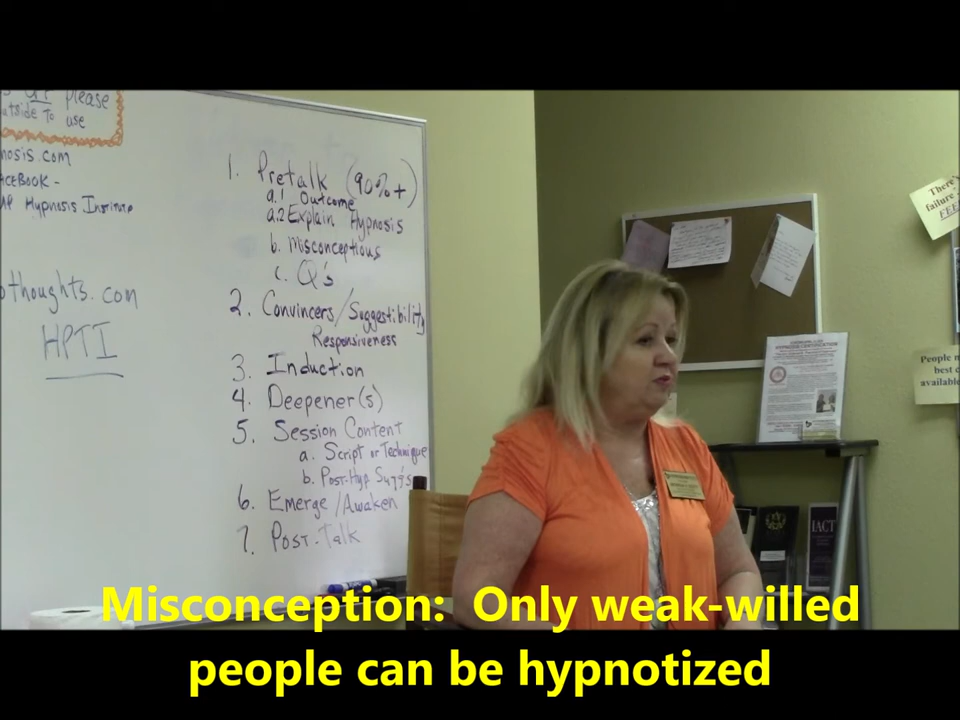 please
outside To
use
nosis.com
ACEBOOK -
AP Hypnosis Institute
othoughts.com
HPTI
1. Pretalk (90%+)
a.1 Outcome
a.2 Explain Hypnosis
b. Misconceptions
c. Q's
2. Convincers/Suggestibility
Responsiveness
3. Induction
4. Deepener(s)
5. Session Content
a. Script or Technique
b. Post-Hyp Sugg's
6. Emerge/Awaken
7. Post-Talk
There's
failure
FEE
People
best
available
HYPNOSIS CERTIFICATION
IACT
Misconception: Only weak-willed
people can be hypnotized